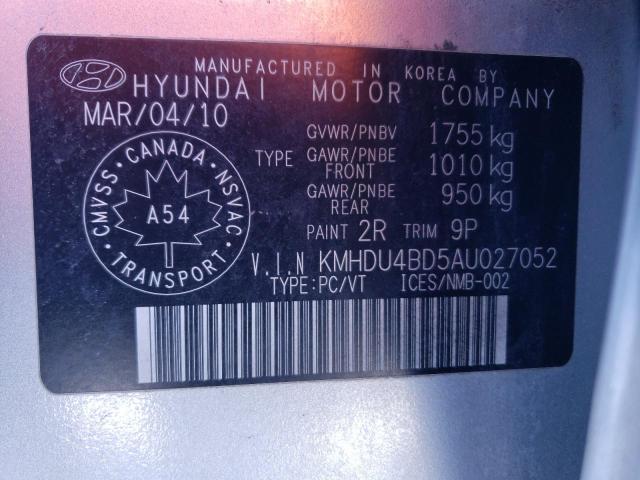 MANUFACTURED IN KOREA BY
HYUNDAI MOTOR COMPANY
MAR/04/10
GVWR/PNBV 1755 kg
TYPE GAWR/PNBE FRONT 1010 kg
GAWR/PNBE REAR 950 kg
PAINT 2R TRIM 9P
CANADA
CMVSS • NSVAC
A54
TRANSPORT
V.I.N KMHDU4BD5AU027052
TYPE:PC/VT ICES/NMB-002